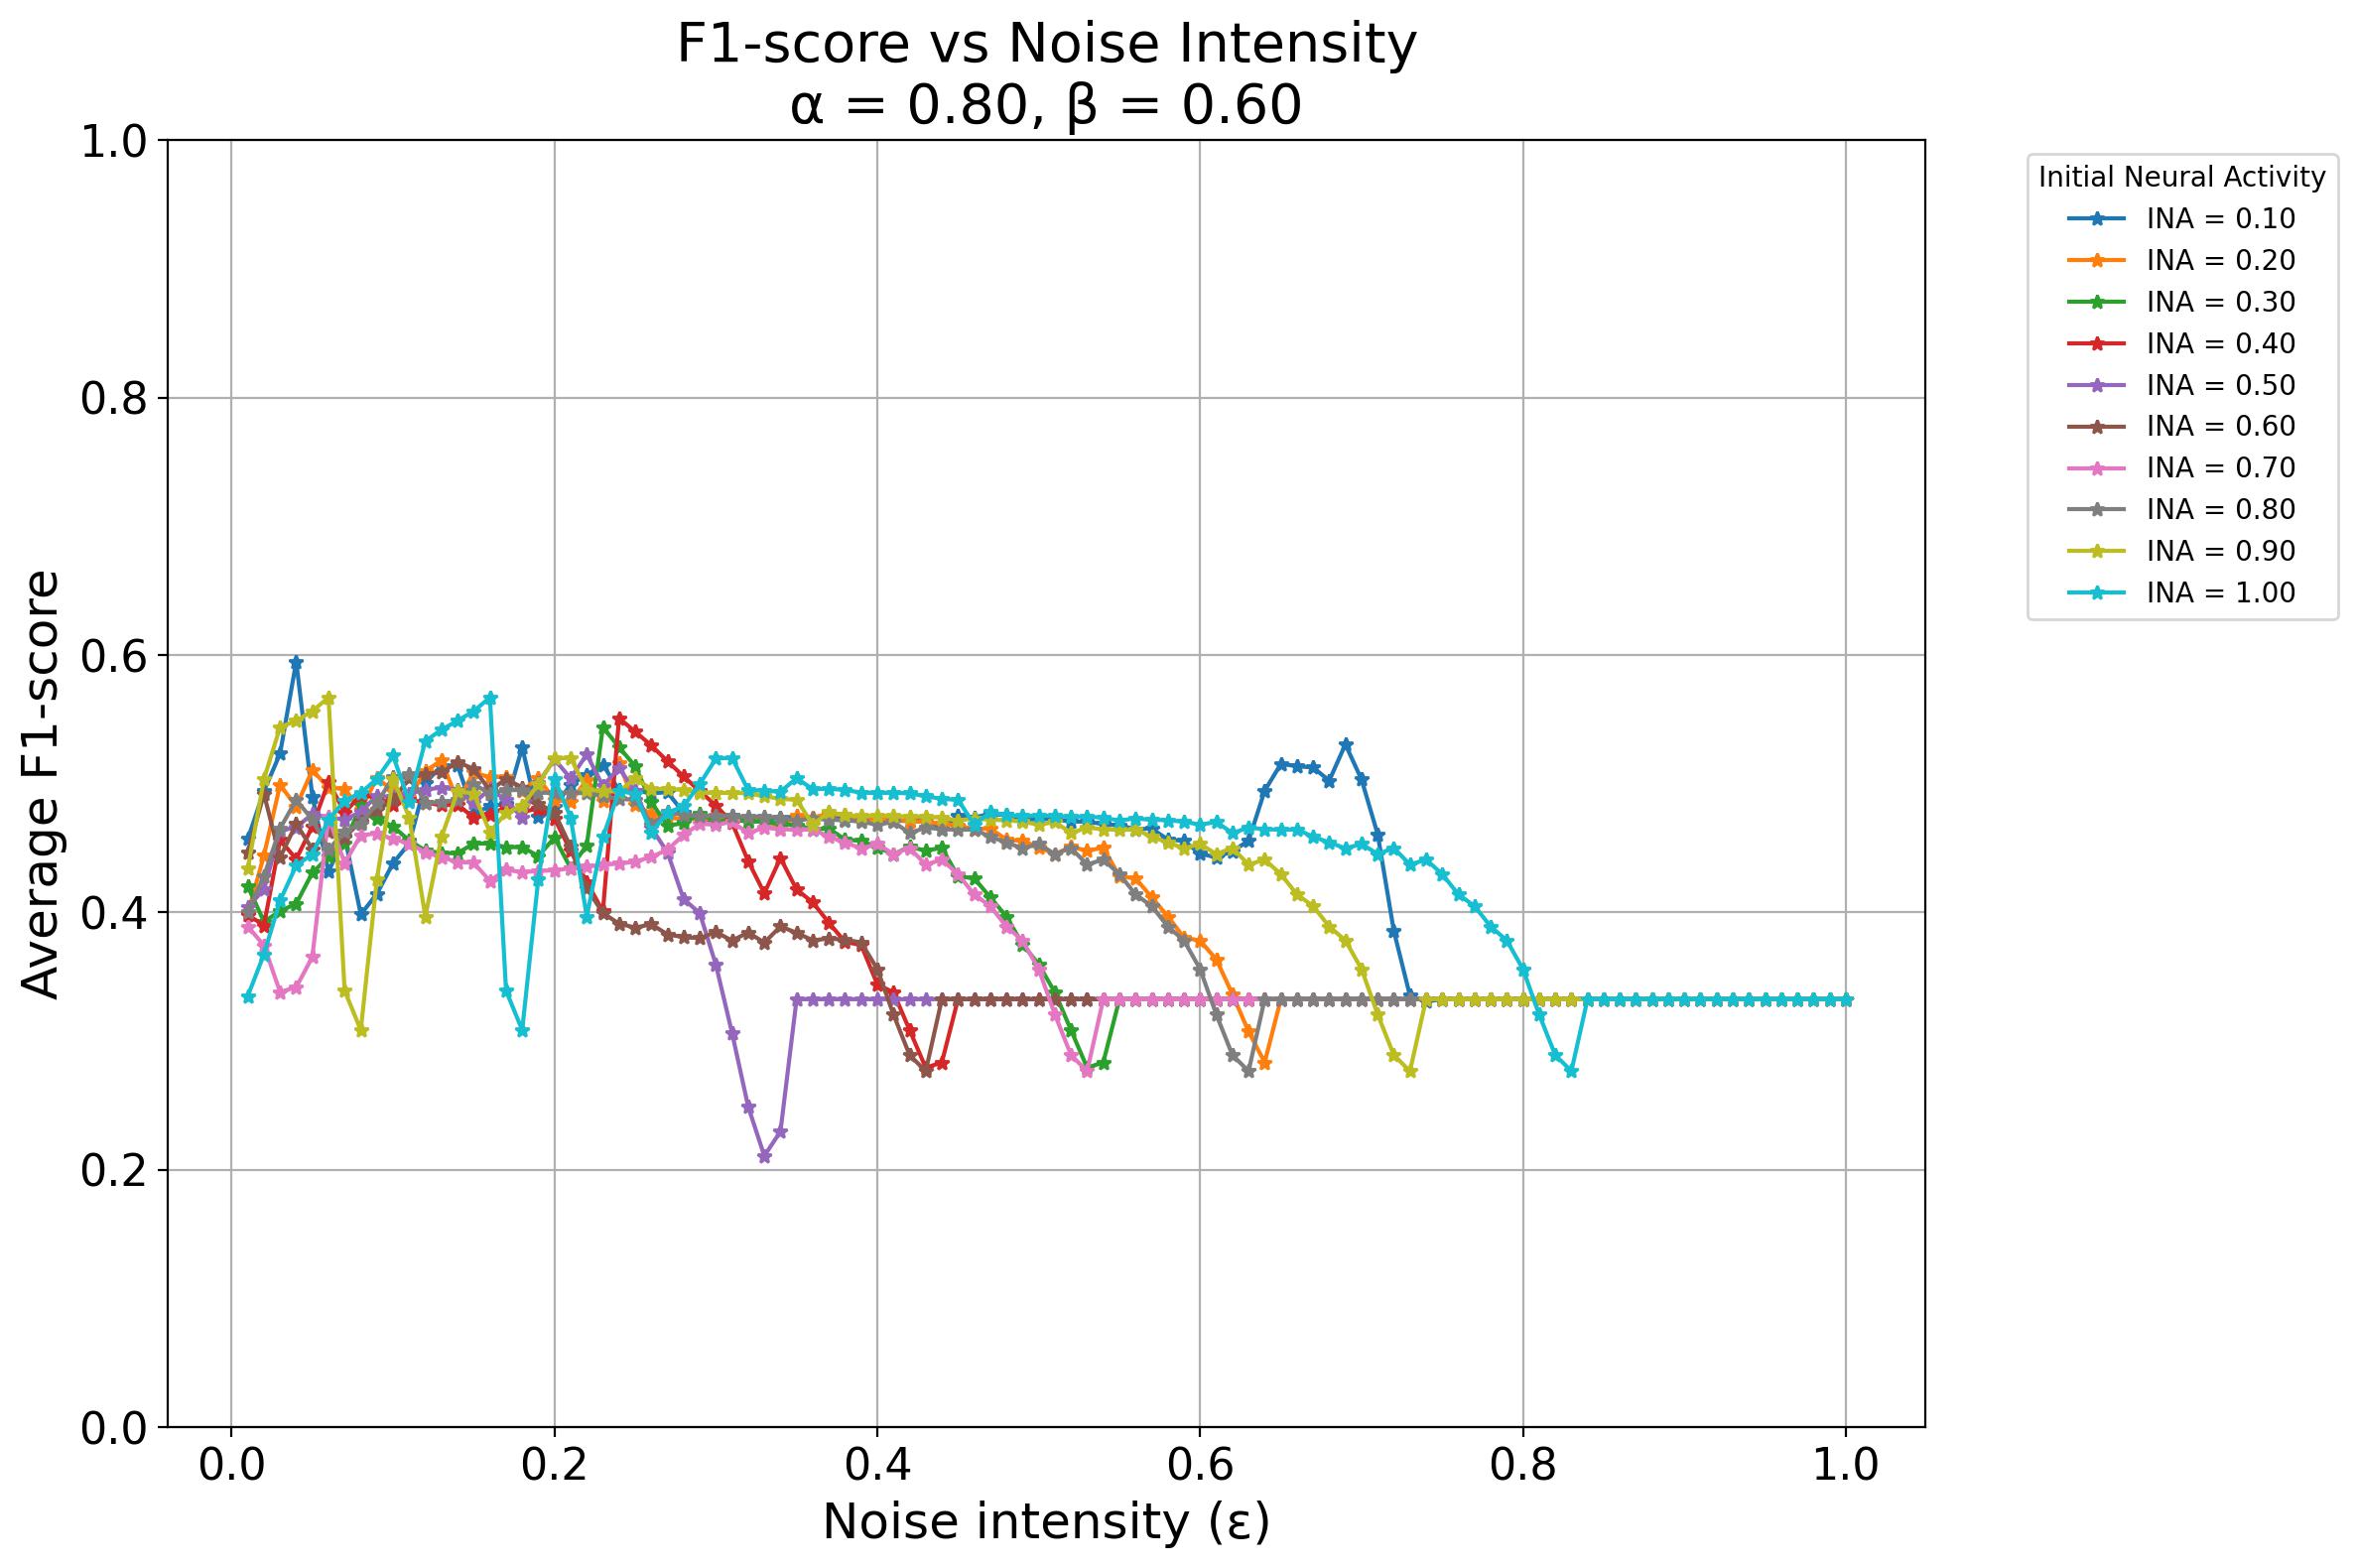 F1-score vs Noise Intensity
α = 0.80, β = 0.60
1.0
0.8
0.6
0.4
0.2
0.0
Average F1-score
0.0 0.2 0.4 0.6 0.8 1.0
Noise intensity (ε)
Initial Neural Activity
INA = 0.10
INA = 0.20
INA = 0.30
INA = 0.40
INA = 0.50
INA = 0.60
INA = 0.70
INA = 0.80
INA = 0.90
INA = 1.00